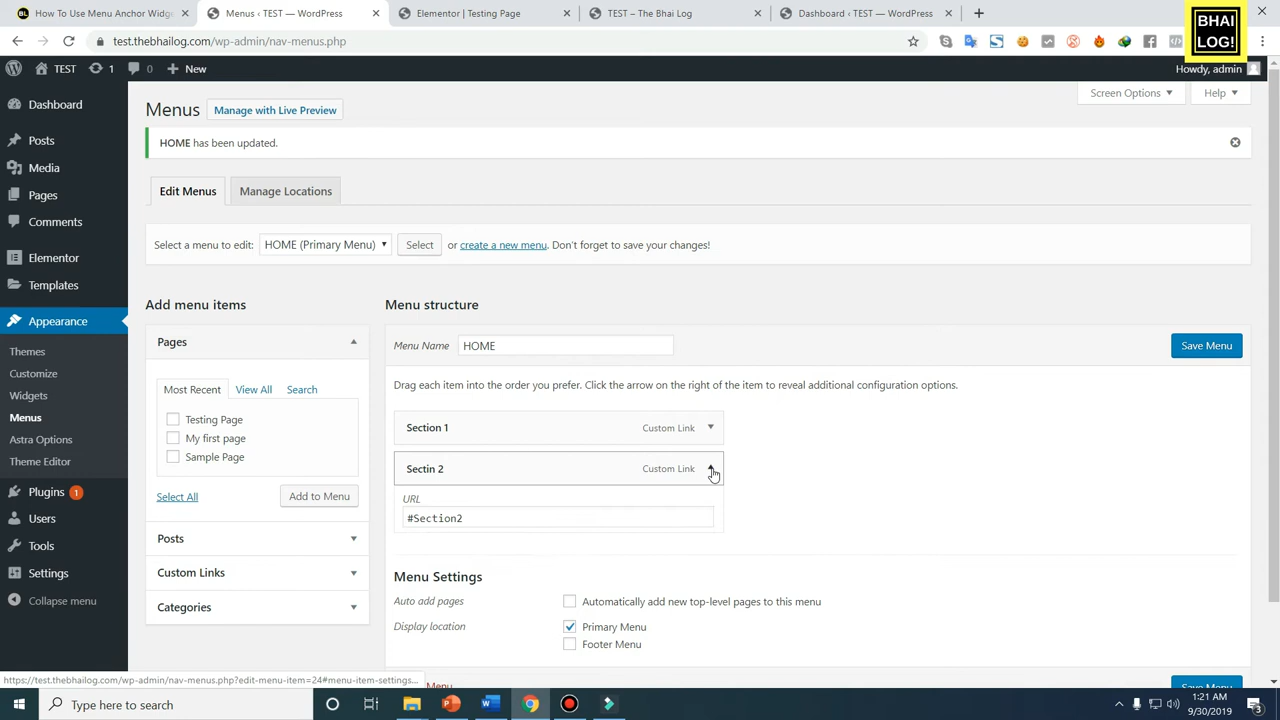 How To Use Menu Anchor Widg
Menus ‹ TEST — WordPress
Elementor | Testing Page
TEST – The Bhai Log
Dashboard ‹ TEST — WordPress
test.thebhailog.com/wp-admin/nav-menus.php
BHAI
LOG!
TEST
1
0
New
Howdy, admin
Dashboard
Posts
Media
Pages
Comments
Elementor
Templates
Appearance
Themes
Customize
Widgets
Menus
Astra Options
Theme Editor
Plugins 1
Users
Tools
Settings
Collapse menu
Menus
Manage with Live Preview
Screen Options
Help
HOME has been updated.
Edit Menus
Manage Locations
Select a menu to edit: HOME (Primary Menu) Select or create a new menu. Don't forget to save your changes!
Add menu items
Pages
Most Recent
View All
Search
Testing Page
My first page
Sample Page
Select All
Add to Menu
Posts
Custom Links
Categories
Menu structure
Menu Name HOME
Save Menu
Drag each item into the order you prefer. Click the arrow on the right of the item to reveal additional configuration options.
Section 1 Custom Link
Sectin 2 Custom Link
URL
#Section2
Menu Settings
Auto add pages
Automatically add new top-level pages to this menu
Display location
Primary Menu
Footer Menu
Menu
Save Menu
https://test.thebhailog.com/wp-admin/nav-menus.php?edit-menu-item=24#menu-item-settings...
Type here to search
1:21 AM
9/30/2019
3